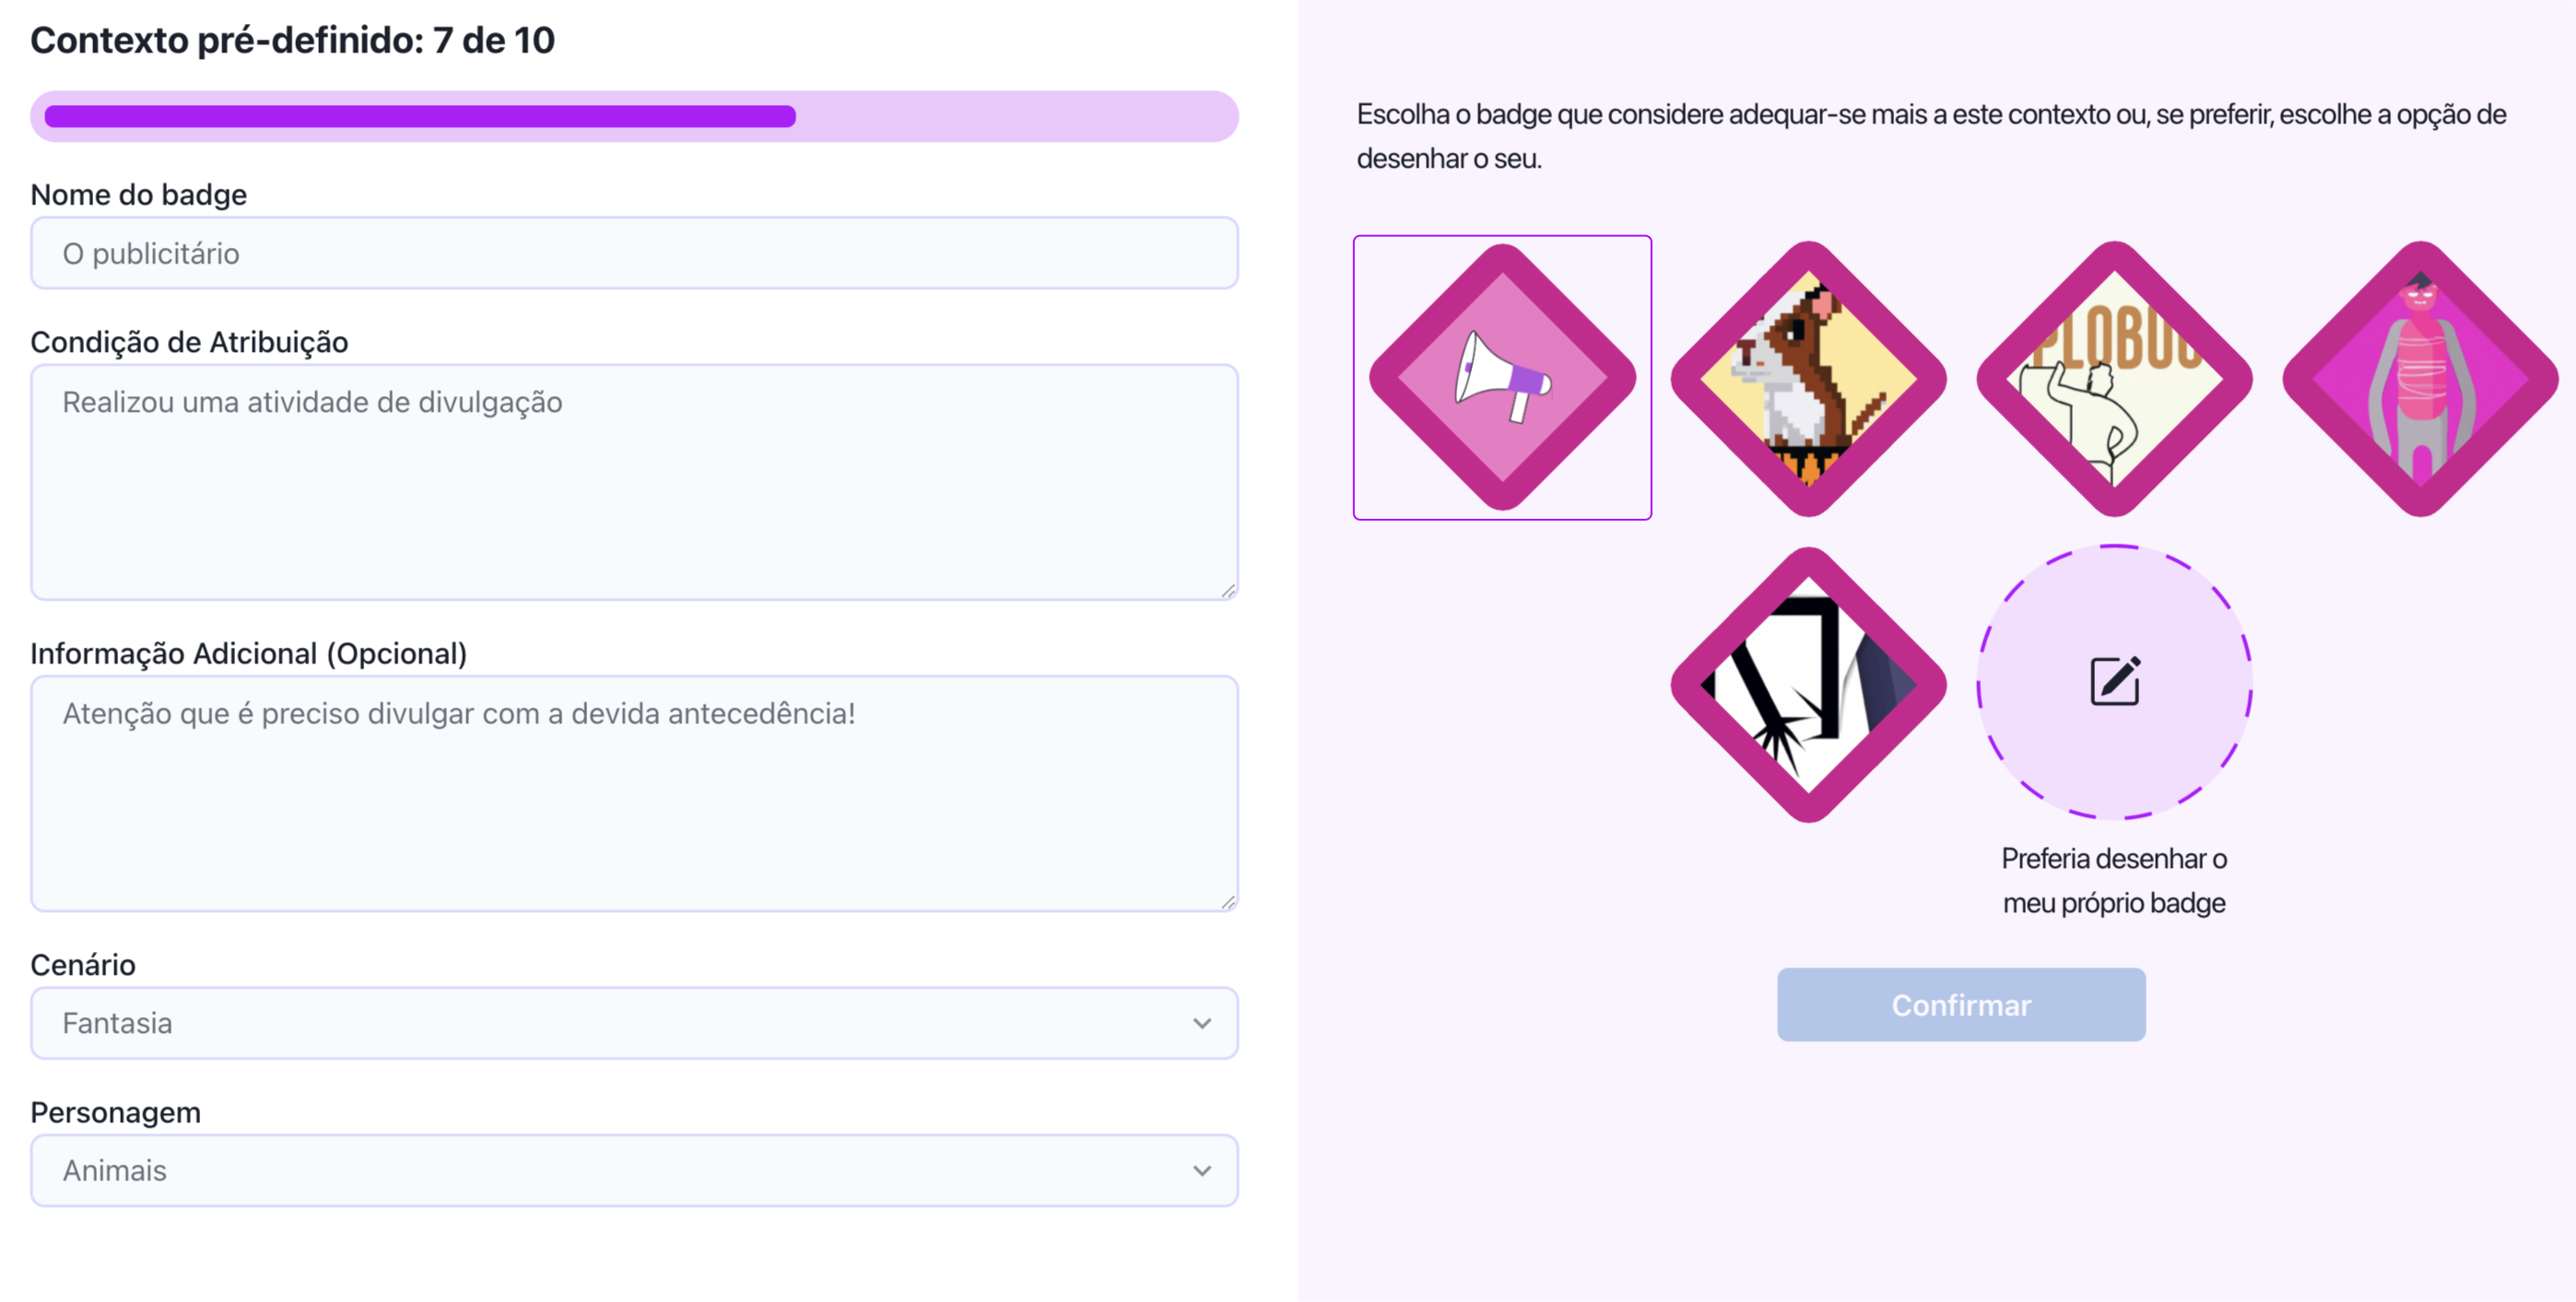 Contexto pré-definido: 7 de 10
Nome do badge
O publicitário
Condição de Atribuição
Realizou uma atividade de divulgação
Informação Adicional (Opcional)
Atenção que é preciso divulgar com a devida antecedência!
Cenário
Fantasia
Personagem
Animais
Escolha o badge que considere adequar-se mais a este contexto ou, se preferir, escolhe a opção de
desenhar o seu.
Preferia desenhar o
meu próprio badge
Confirmar